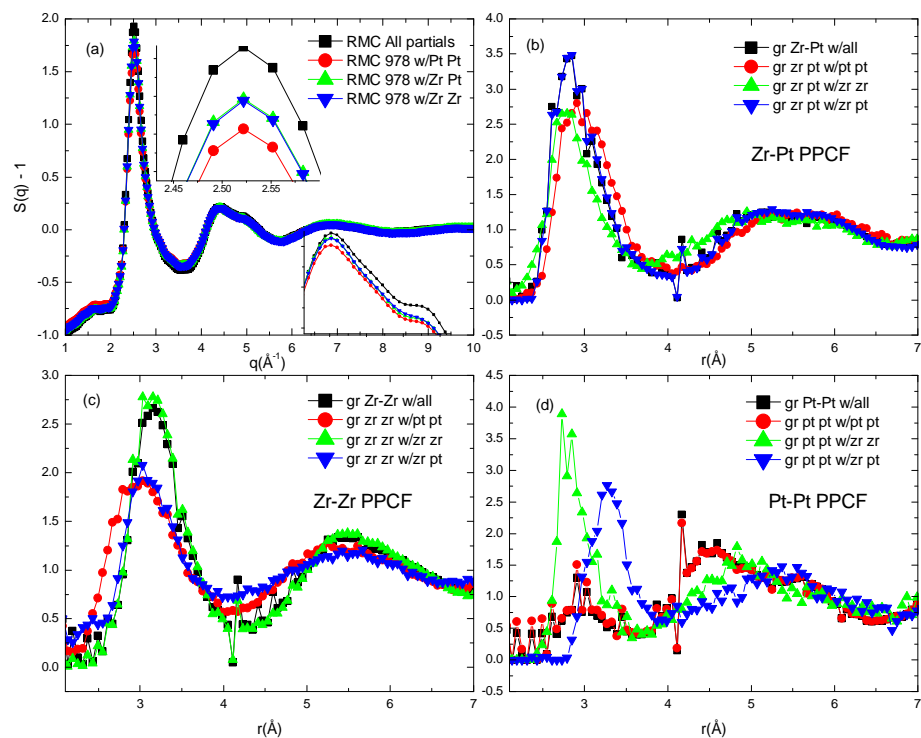 (a)
RMC All partials
RMC 978 w/Pt Pt
RMC 978 w/Zr Pt
RMC 978 w/Zr Zr
2.45 2.50 2.55
2.5
2.0
1.5
1.0
0.5
0.0
-0.5
-1.0
S(q) - 1
1 2 3 4 5 6 7 8 9 10
q(Å⁻¹)
(b)
gr Zr-Pt w/all
gr zr pt w/pt pt
gr zr pt w/zr zr
gr zr pt w/zr pt
Zr-Pt PPCF
4.0
3.5
3.0
2.5
2.0
1.5
1.0
0.5
0.0
-0.5
2 3 4 5 6 7
r(Å)
(c)
gr Zr-Zr w/all
gr zr zr w/pt pt
gr zr zr w/zr zr
gr zr zr w/zr pt
Zr-Zr PPCF
3.0
2.5
2.0
1.5
1.0
0.5
0.0
3 4 5 6 7
r(Å)
(d)
gr Pt-Pt w/all
gr pt pt w/pt pt
gr pt pt w/zr zr
gr pt pt w/zr pt
Pt-Pt PPCF
4.5
4.0
3.5
3.0
2.5
2.0
1.5
1.0
0.5
0.0
-0.5
3 4 5 6 7
r(Å)